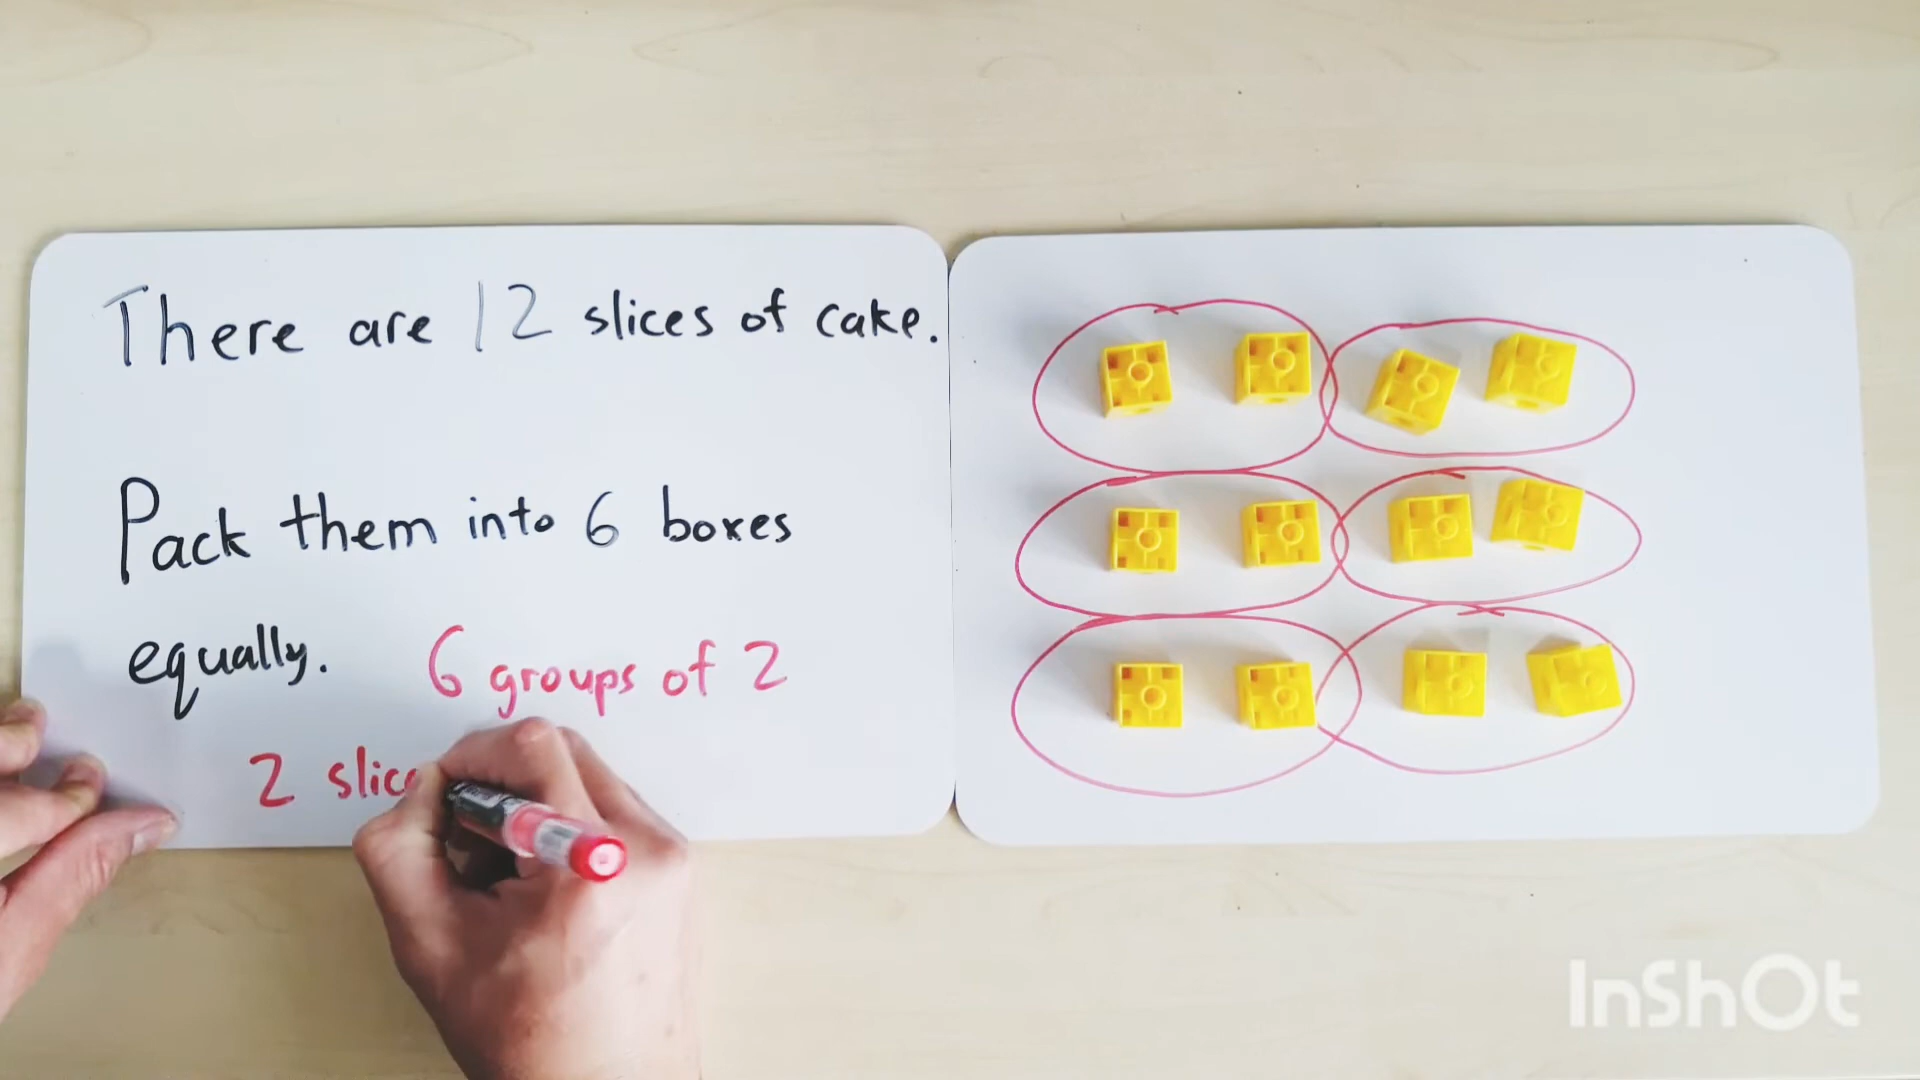 There are 12 slices of cake.
Pack them into 6 boxes
equally. 6 groups of 2
2 slic
InShOt